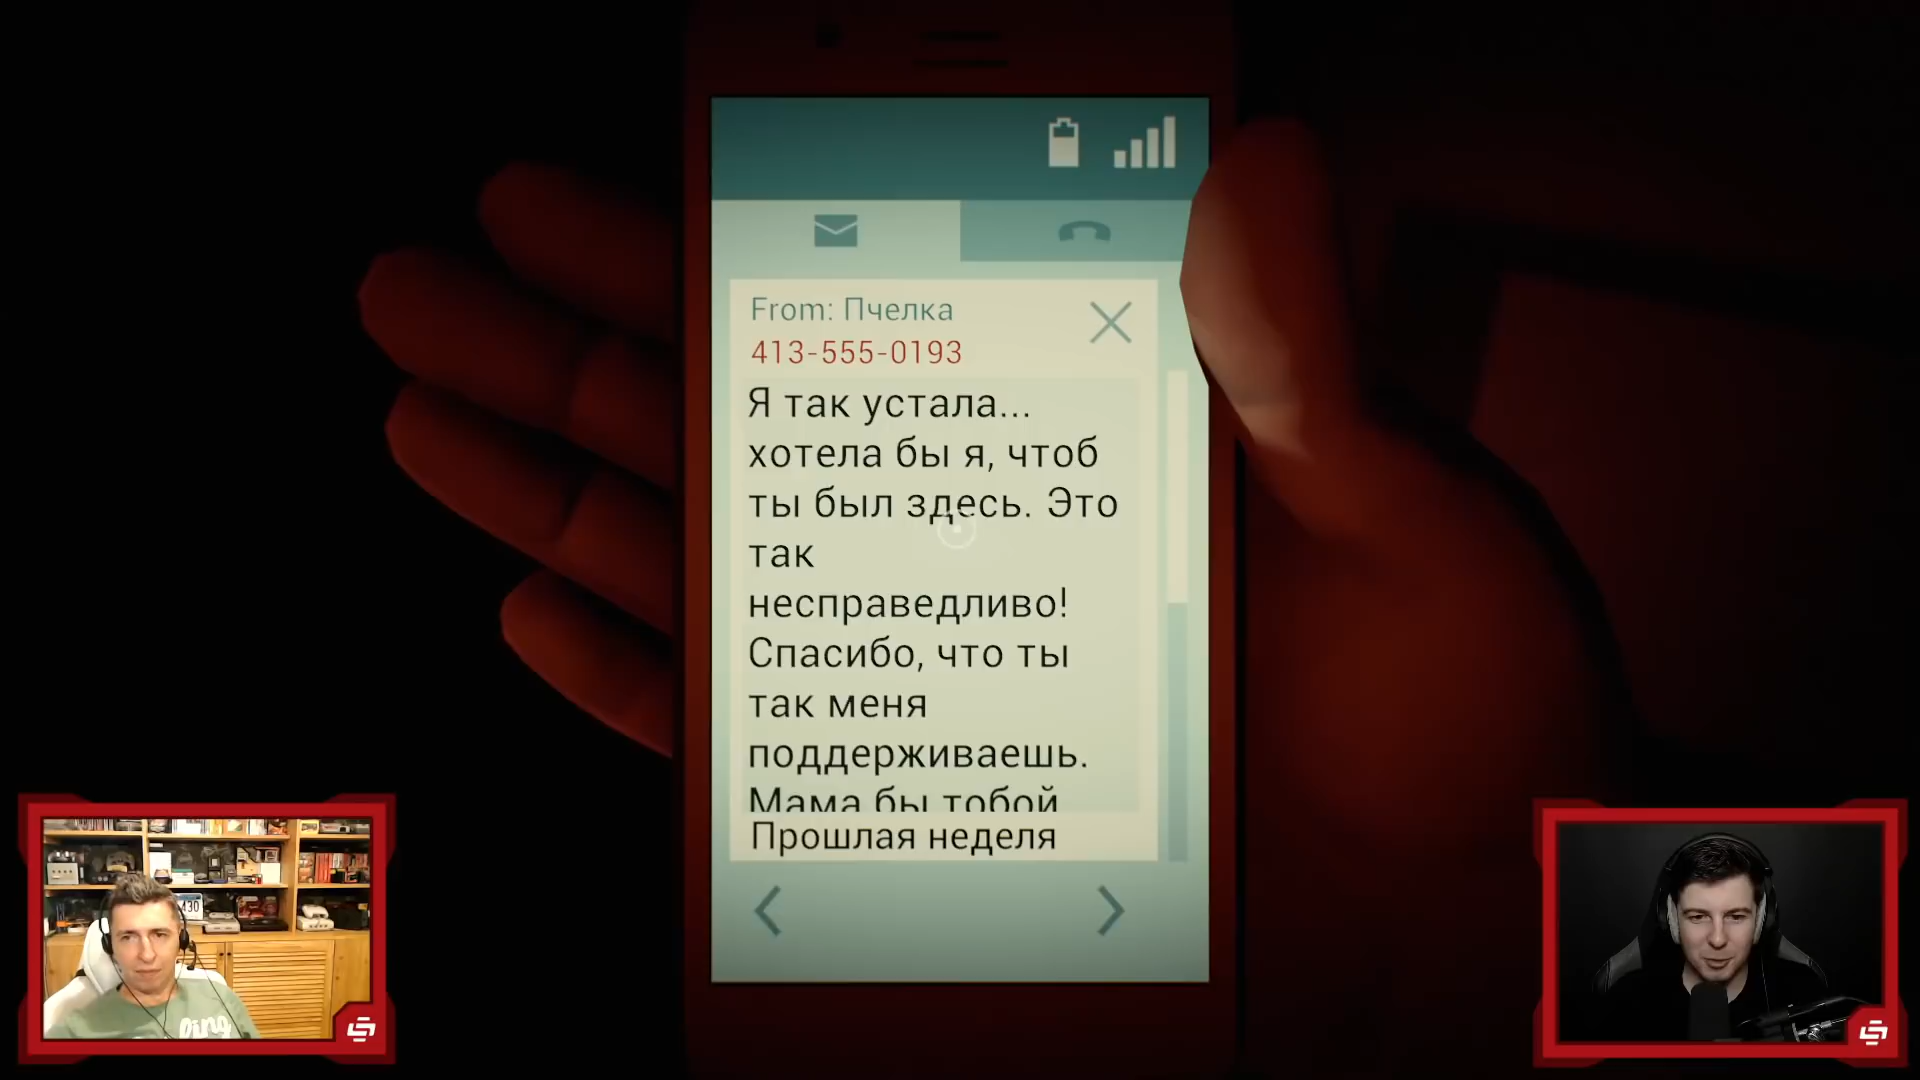 From: Пчелка
413-555-0193
Я так устала...
хотела бы я, чтоб
ты был здесь. Это
так
несправедливо!
Спасибо, что ты
так меня
поддерживаешь.
Мама бы тобой
Прошлая неделя
430